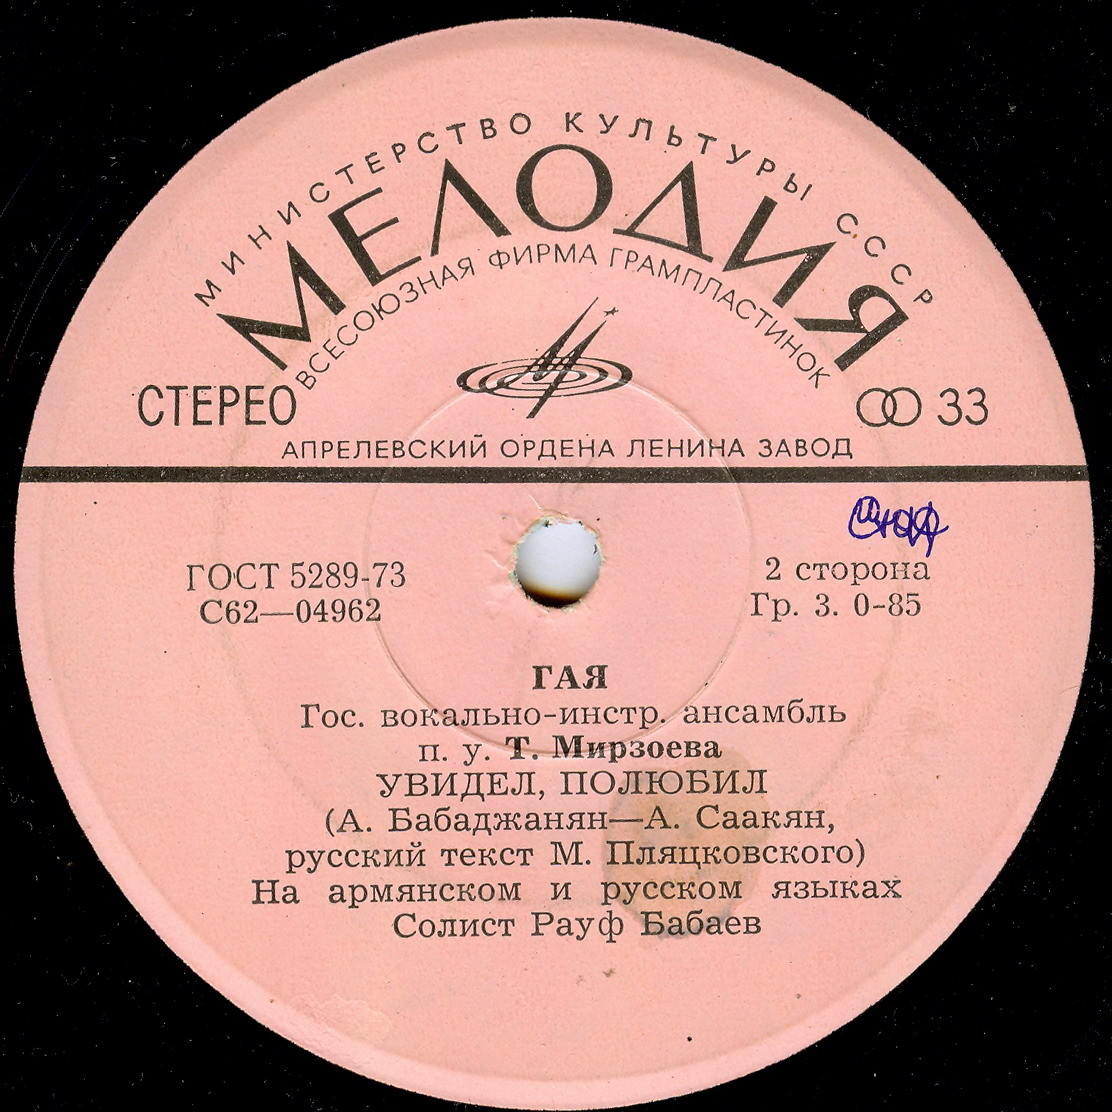 МИНИСТЕРСТВО КУЛЬТУРЫ СССР
МЕЛОДИЯ
ВСЕСОЮЗНАЯ ФИРМА ГРАМПЛАСТИНОК
СТЕРЕО
33
АПРЕЛЕВСКИЙ ОРДЕНА ЛЕНИНА ЗАВОД
ГОСТ 5289-73
С62—04962
2 сторона
Гр. 3. 0-85
ГАЯ
Гос. вокально-инстр. ансамбль
п. у. Т. Мирзоева
УВИДЕЛ, ПОЛЮБИЛ
(А. Бабаджанян—А. Саакян,
русский текст М. Пляцковского)
На армянском и русском языках
Солист Рауф Бабаев